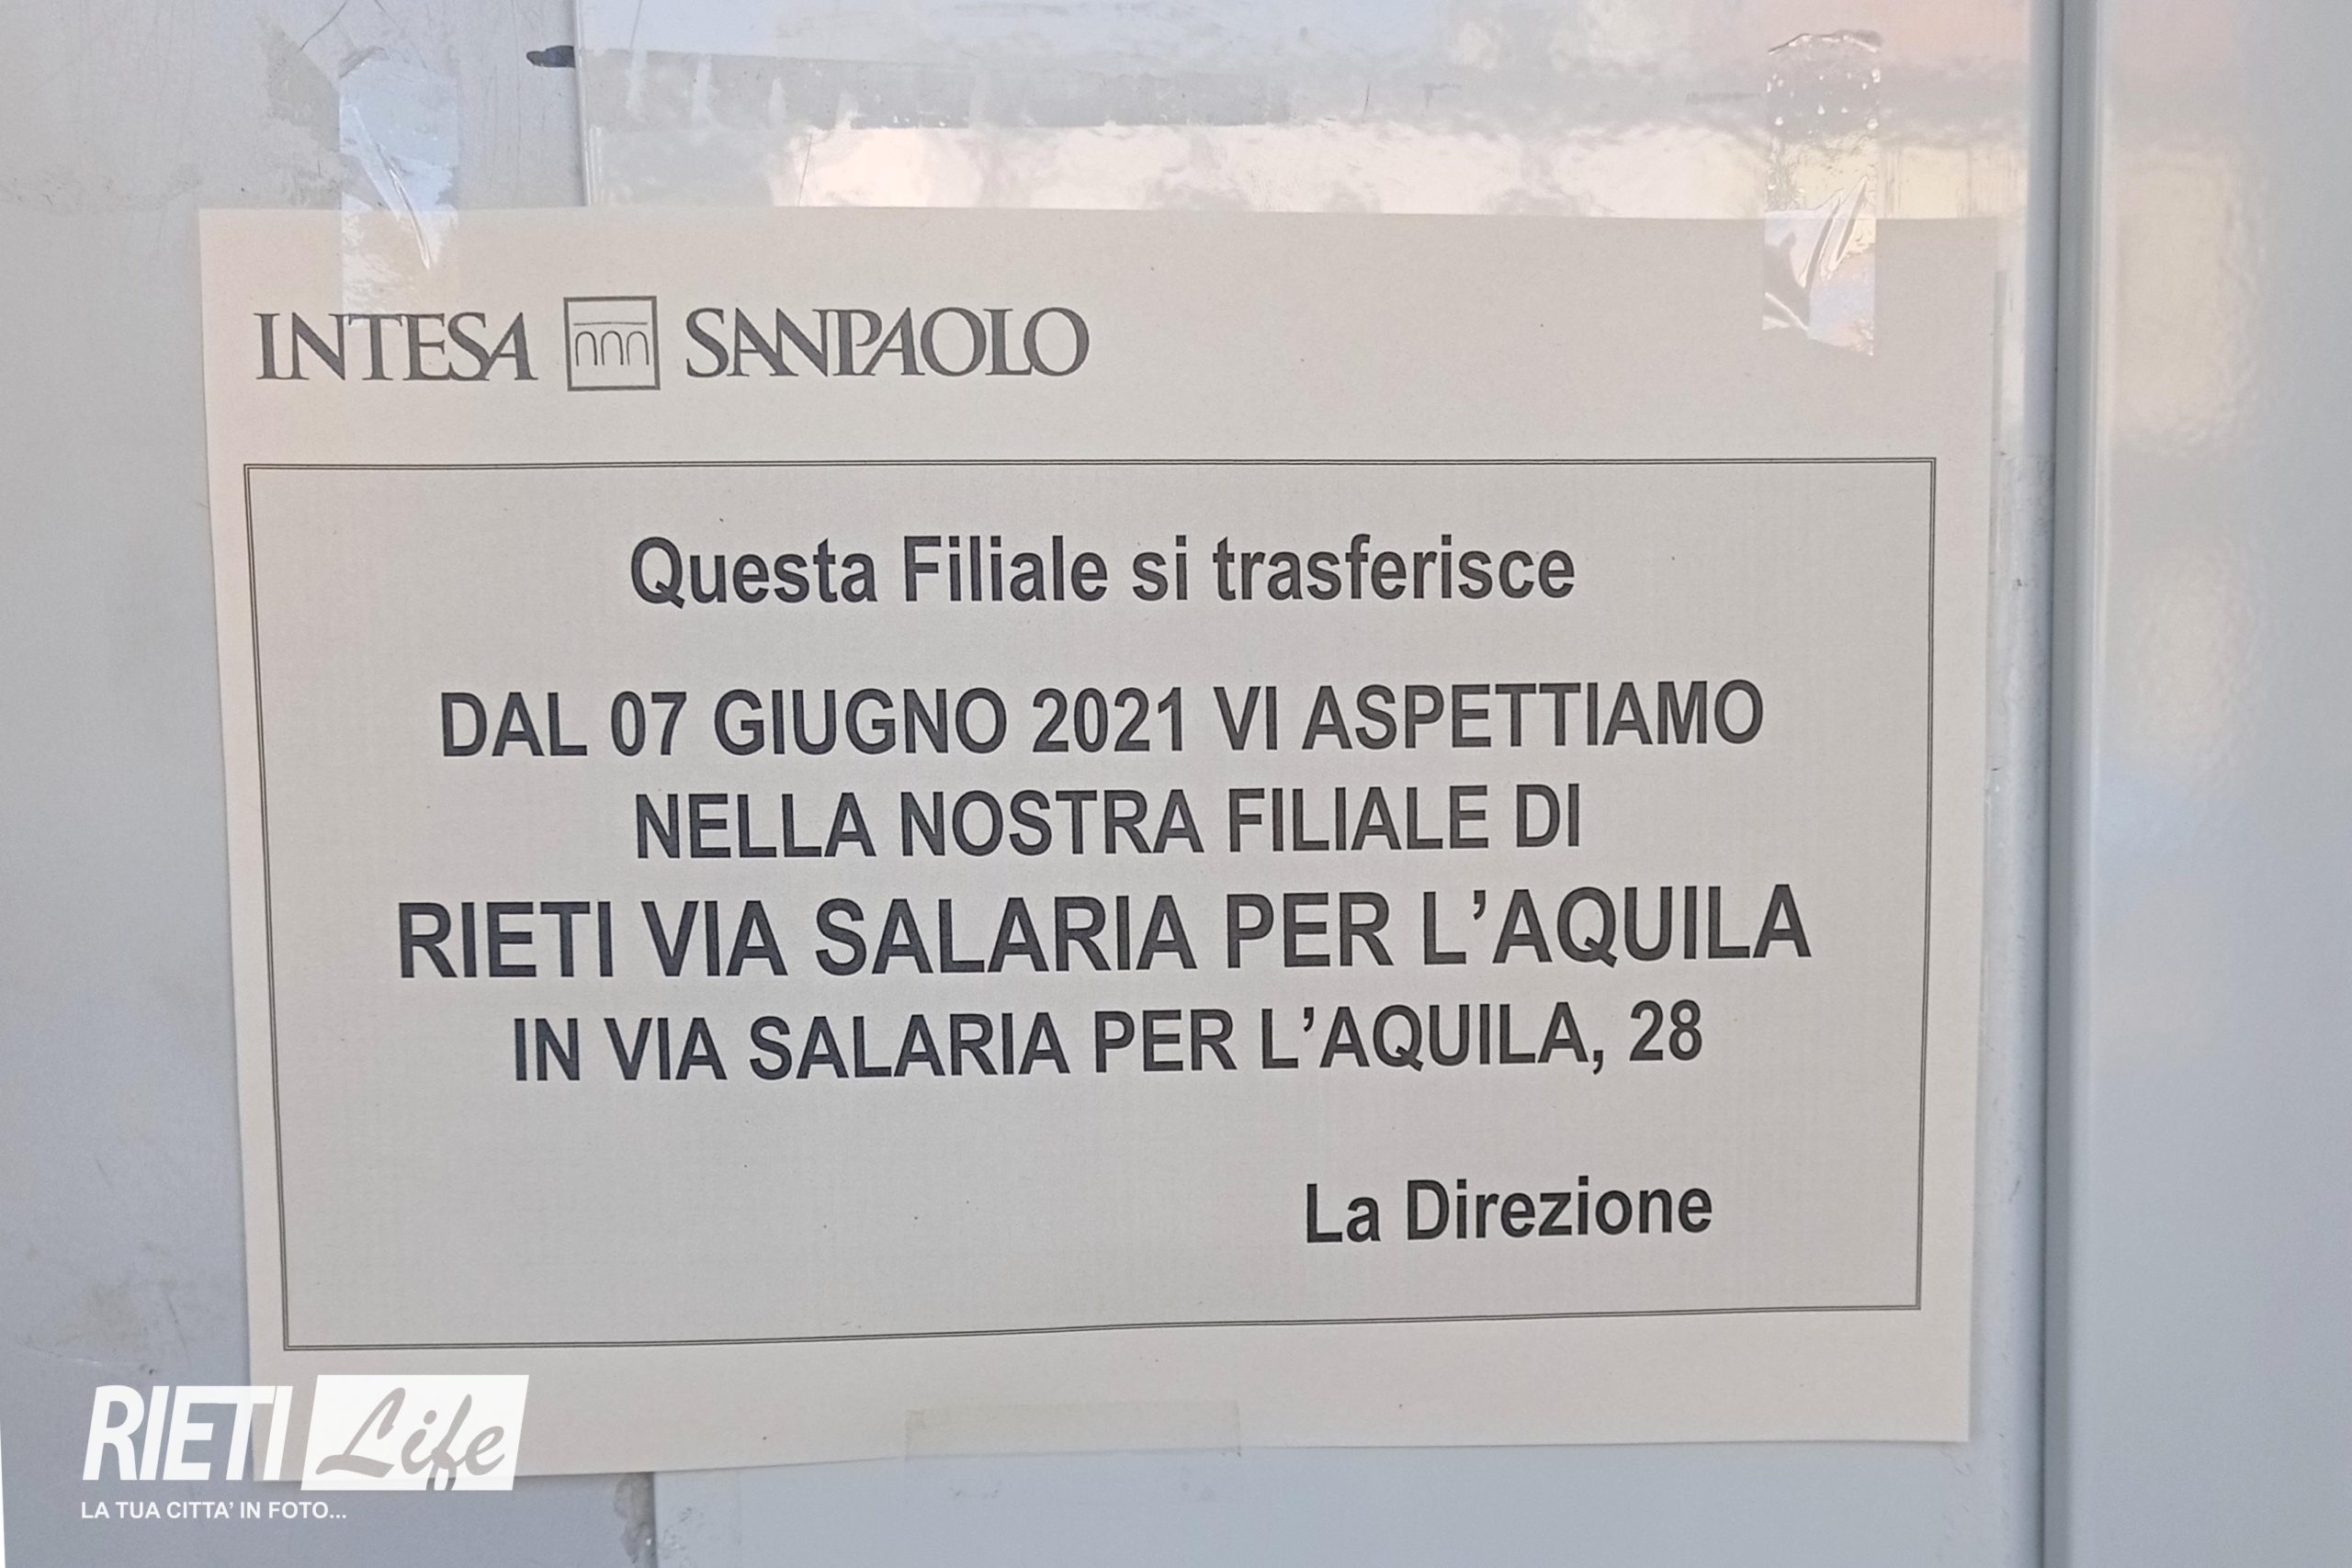 INTESA SANPAOLO
Questa Filiale si trasferisce
DAL 07 GIUGNO 2021 VI ASPETTIAMO
NELLA NOSTRA FILIALE DI
RIETI VIA SALARIA PER L'AQUILA
IN VIA SALARIA PER L'AQUILA, 28
La Direzione
RIETI Life
LA TUA CITTA' IN FOTO...